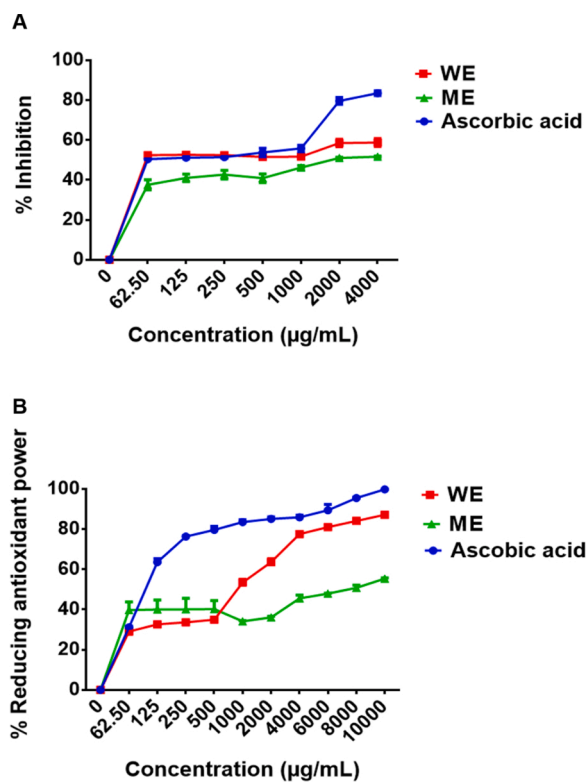 A
100
80
60
40
20
0
% Inhibition
0
62.50
125
250
500
1000
2000
4000
Concentration (µg/mL)
WE
ME
Ascorbic acid
B
100
80
60
40
20
0
% Reducing antioxidant power
0
62.50
125
250
500
1000
2000
4000
6000
8000
10000
Concentration (µg/mL)
WE
ME
Ascobic acid